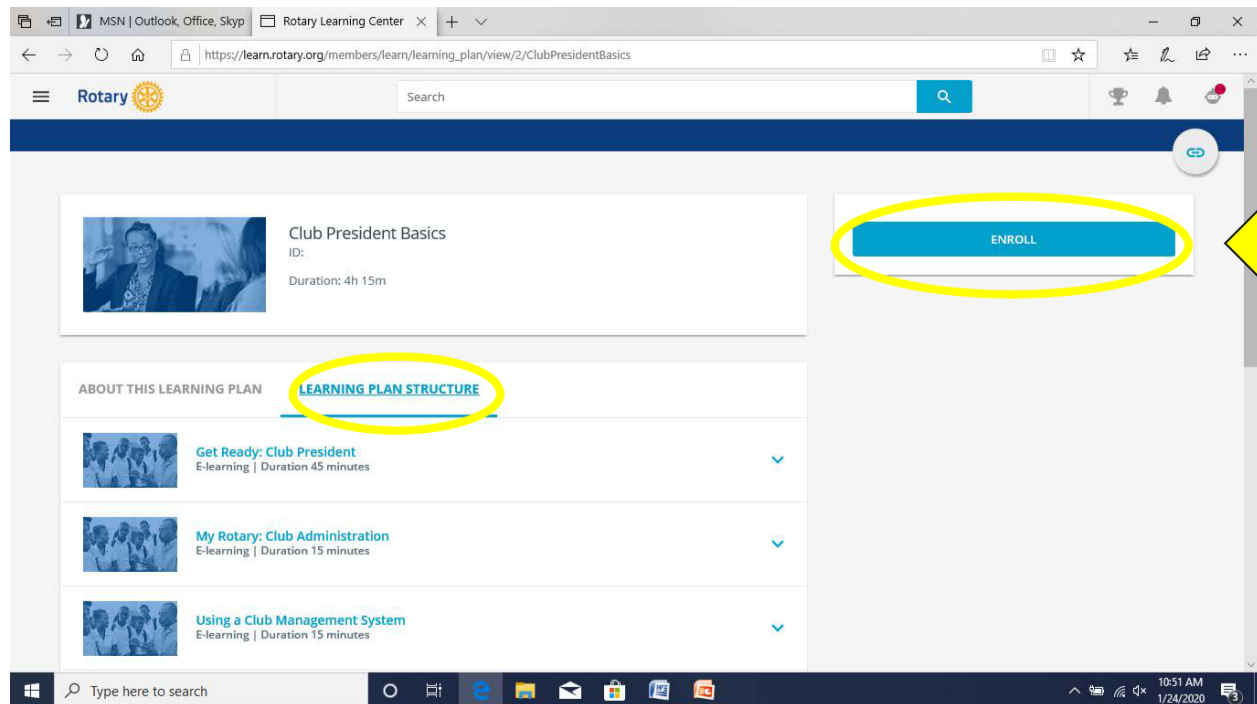 MSN | Outlook, Office, Skyp
Rotary Learning Center
https://learn.rotary.org/members/learn/learning_plan/view/2/ClubPresidentBasics
Rotary
Search
Club President Basics
ID:
Duration: 4h 15m
ENROLL
ABOUT THIS LEARNING PLAN
LEARNING PLAN STRUCTURE
Get Ready: Club President
E-learning | Duration 45 minutes
My Rotary: Club Administration
E-learning | Duration 15 minutes
Using a Club Management System
E-learning | Duration 15 minutes
Type here to search
10:51 AM
1/24/2020
3